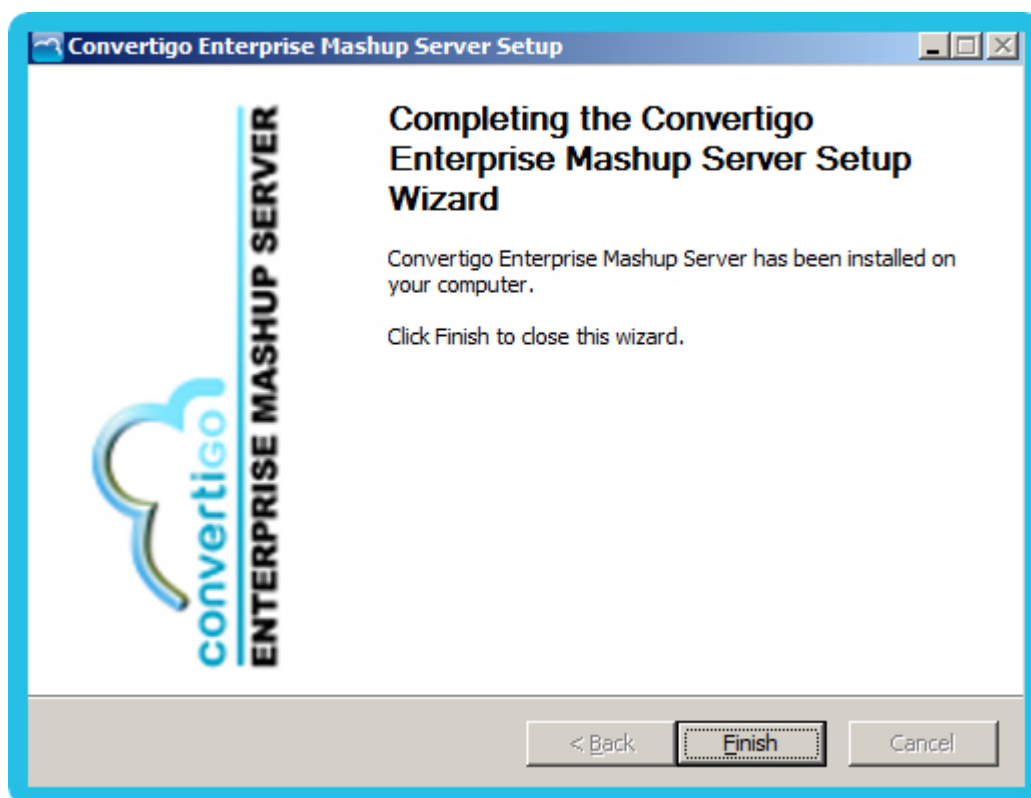 Convertigo Enterprise Mashup Server Setup
Completing the Convertigo
Enterprise Mashup Server Setup
Wizard
Convertigo Enterprise Mashup Server has been installed on
your computer.
Click Finish to close this wizard.
convertigo
ENTERPRISE MASHUP SERVER
< Back
Finish
Cancel